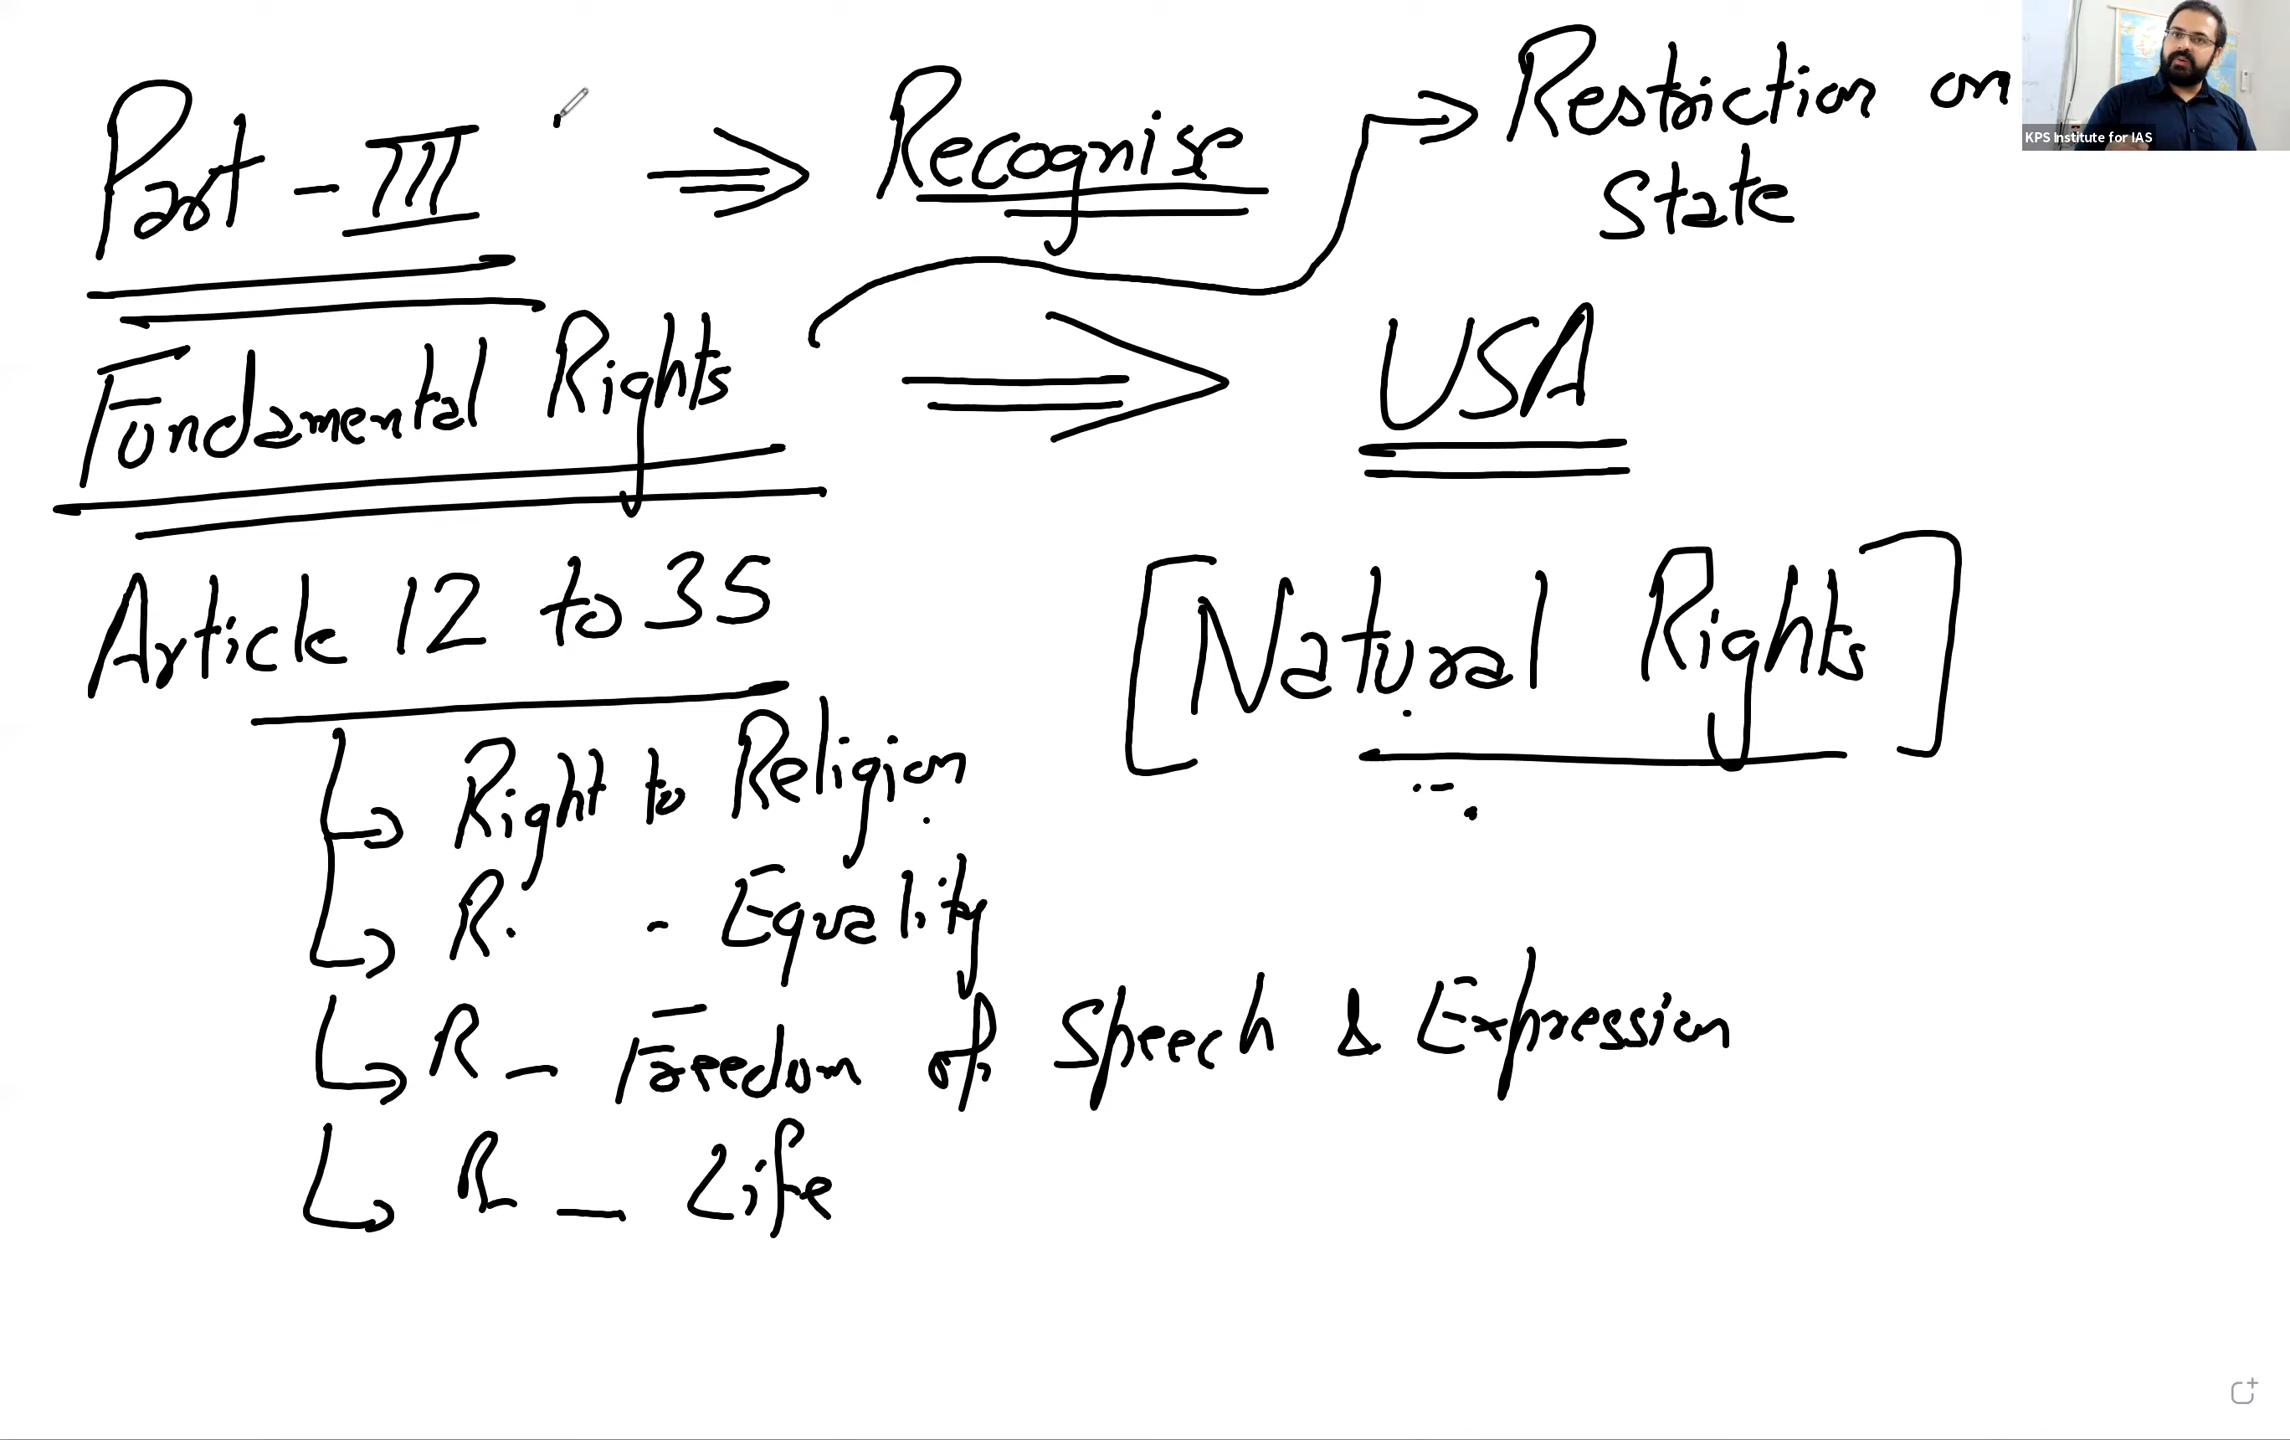 Part - III ⇒ Recognise
Restriction on
State
KPS Institute for IAS
Fundamental Rights ⇒ USA
Article 12 to 35
[Natural Rights]
Right to Religion
R. - Equality
R - Freedom of Speech & Expression
R - Life